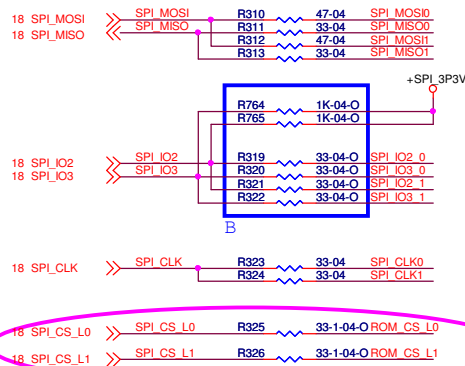 18 SPI_MOSI SPI_MOSI R310 47-04 SPI_MOSI0
18 SPI_MISO SPI_MISO R311 33-04 SPI_MISO0
R312 47-04 SPI_MOSI1
R313 33-04 SPI_MISO1
+SPI_3P3V
R764 1K-04-O
R765 1K-04-O
18 SPI_IO2 SPI_IO2 R319 33-04-O SPI_IO2_0
18 SPI_IO3 SPI_IO3 R320 33-04-O SPI_IO3_0
R321 33-04-O SPI_IO2_1
R322 33-04-O SPI_IO3_1
B
18 SPI_CLK SPI_CLK R323 33-04 SPI_CLK0
R324 33-04 SPI_CLK1
18 SPI_CS_L0 SPI_CS_L0 R325 33-1-04-O ROM_CS_L0
18 SPI_CS_L1 SPI_CS_L1 R326 33-1-04-O ROM_CS_L1